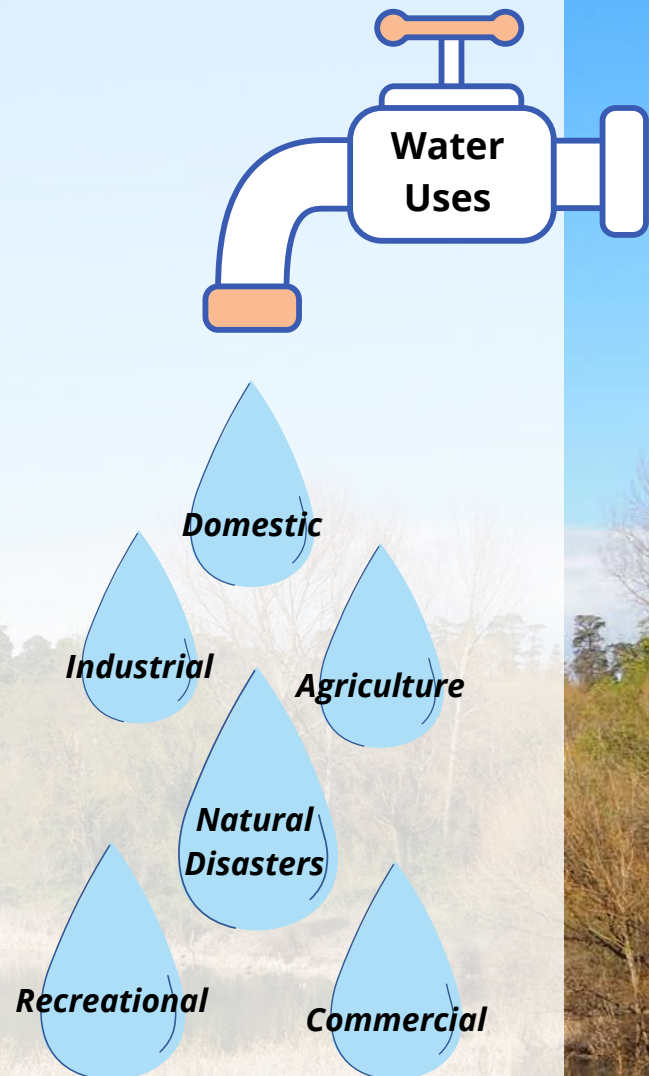 Water
Uses
Domestic
Industrial
Agriculture
Natural
Disasters
Recreational
Commercial